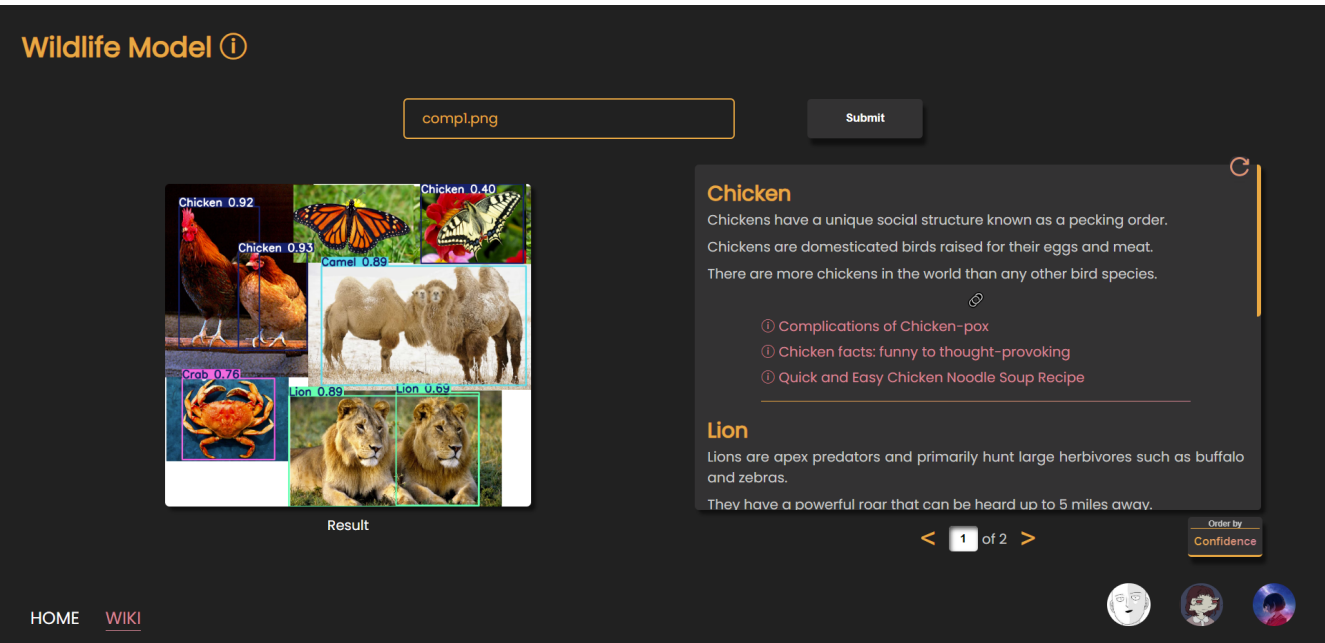 Wildlife Model ⓘ
comp1.png
Submit
Chicken 0.92
Chicken 0.40
Chicken 0.93
Camel 0.89
Crab 0.76
Lion 0.89
Lion 0.69
Result
Chicken
Chickens have a unique social structure known as a pecking order.
Chickens are domesticated birds raised for their eggs and meat.
There are more chickens in the world than any other bird species.
ⓘ Complications of Chicken-pox
ⓘ Chicken facts: funny to thought-provoking
ⓘ Quick and Easy Chicken Noodle Soup Recipe
Lion
Lions are apex predators and primarily hunt large herbivores such as buffalo
and zebras.
They have a powerful roar that can be heard up to 5 miles away.
< 1 of 2 >
Order by
Confidence
HOME WIKI